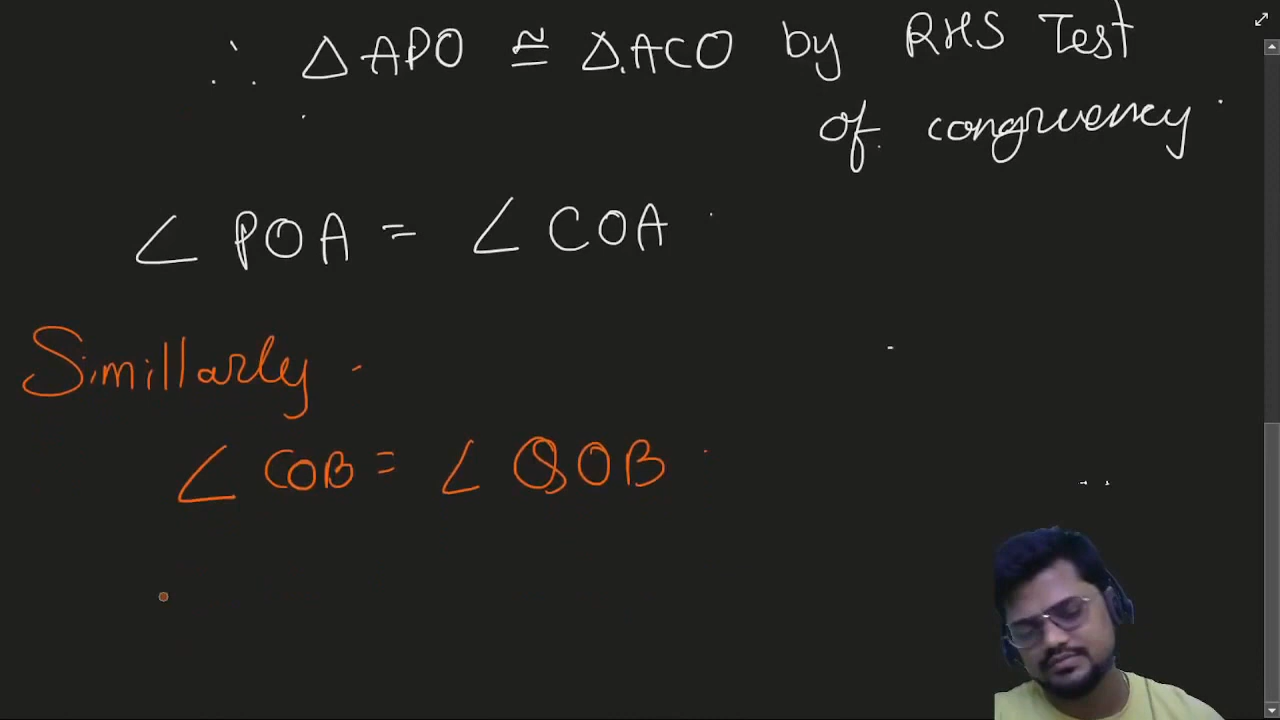 ∴ △APO ≅ △.ACO by RHS Test
of congruency.
∠ POA = ∠ COA
Simillarly.
∠ COB = ∠ QOB